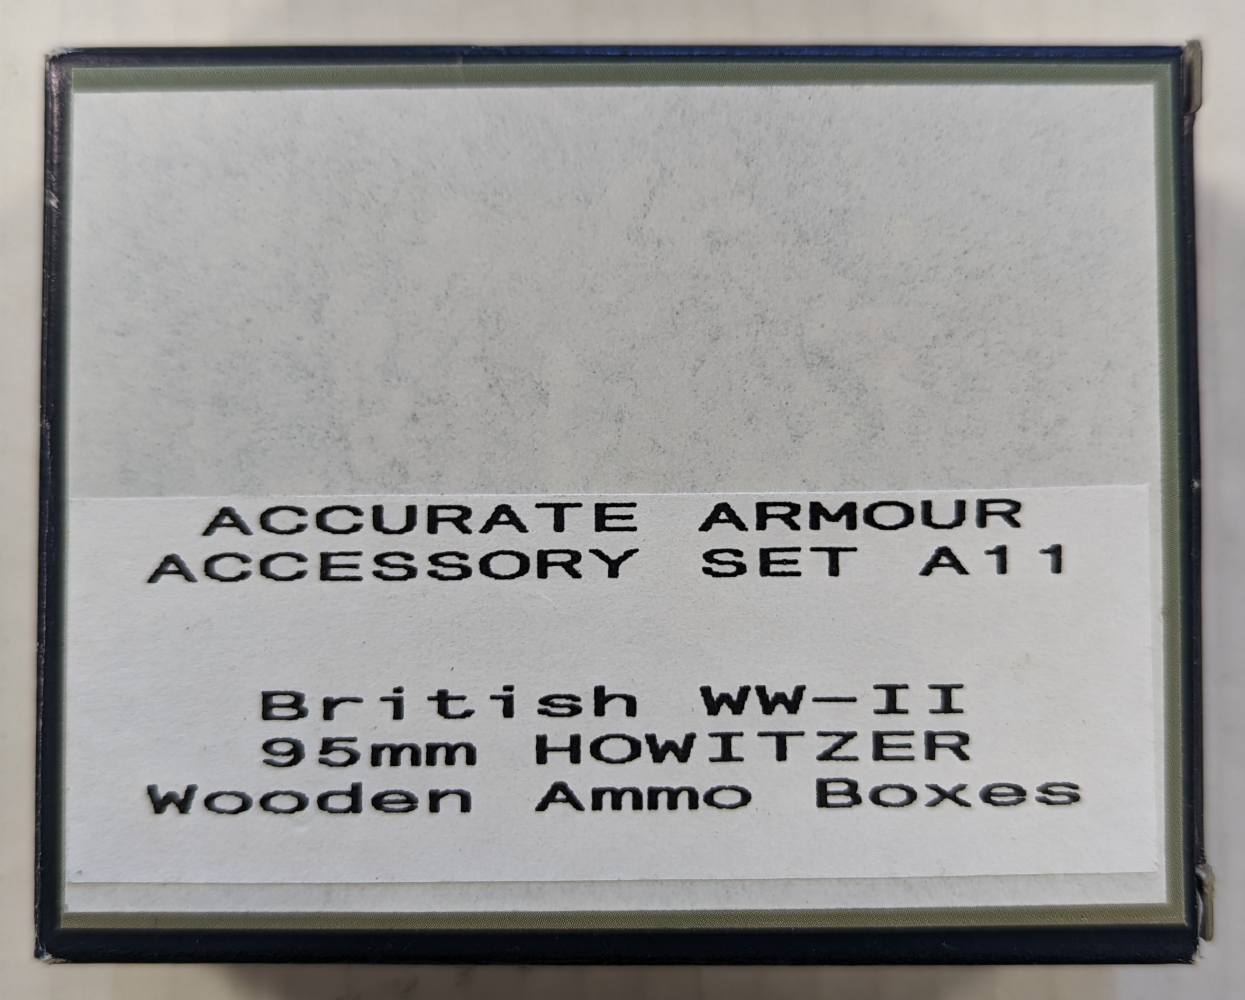 ACCURATE ARMOUR
ACCESSORY SET A11
British WW-II
95mm HOWITZER
Wooden Ammo Boxes